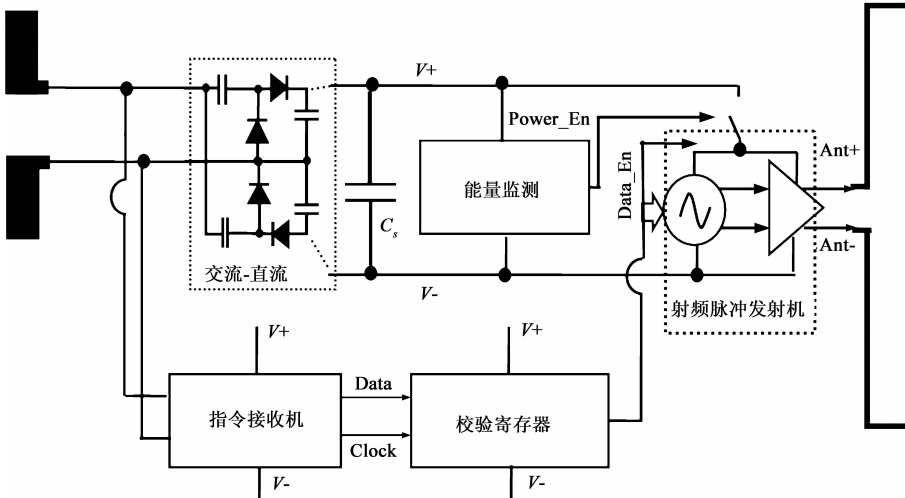 V+
Power_En
Ant+
能量监测
Data_En
Cs
Ant-
交流-直流
V-
射频脉冲发射机
V+
V+
Data
指令接收机
校验寄存器
Clock
V-
V-